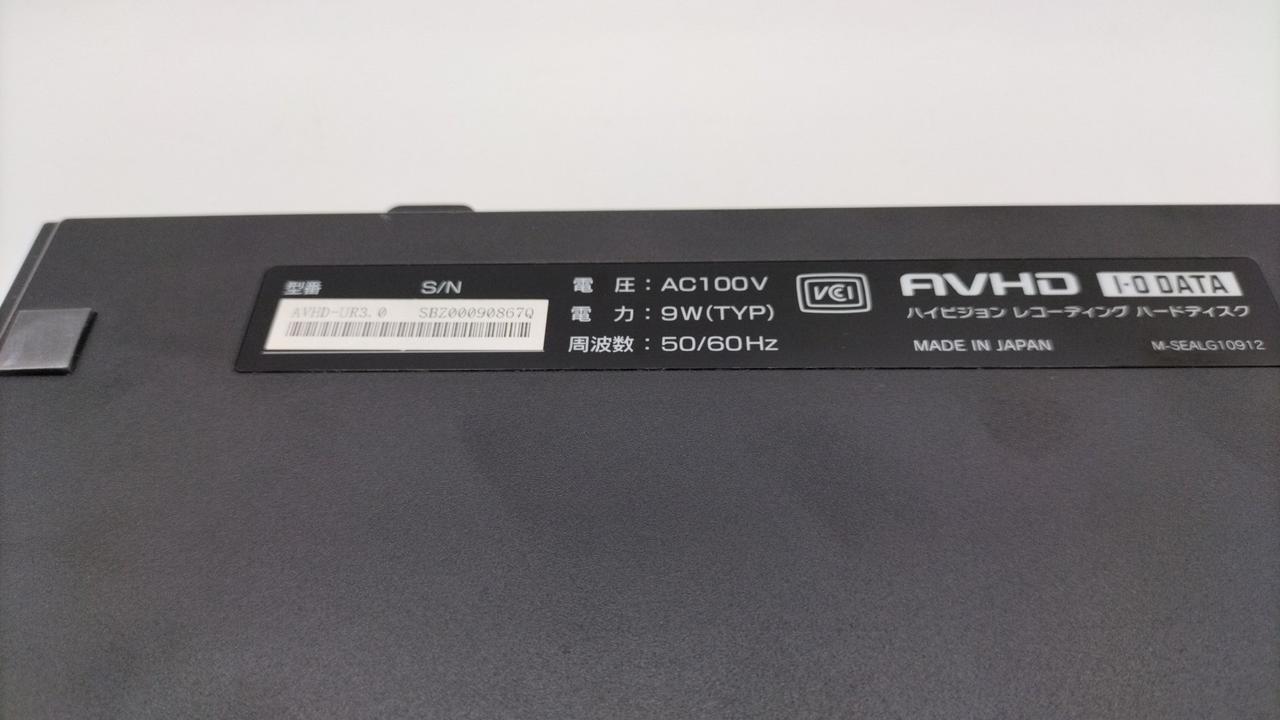 型番 S/N
AVHD-UR3.0 SBZ00090867Q
電 圧：AC100V
電 力：9W(TYP)
周波数：50/60Hz
VCCI
AVHD I-O DATA
ハイビジョン レコーディング ハードディスク
MADE IN JAPAN M-SEALG10912